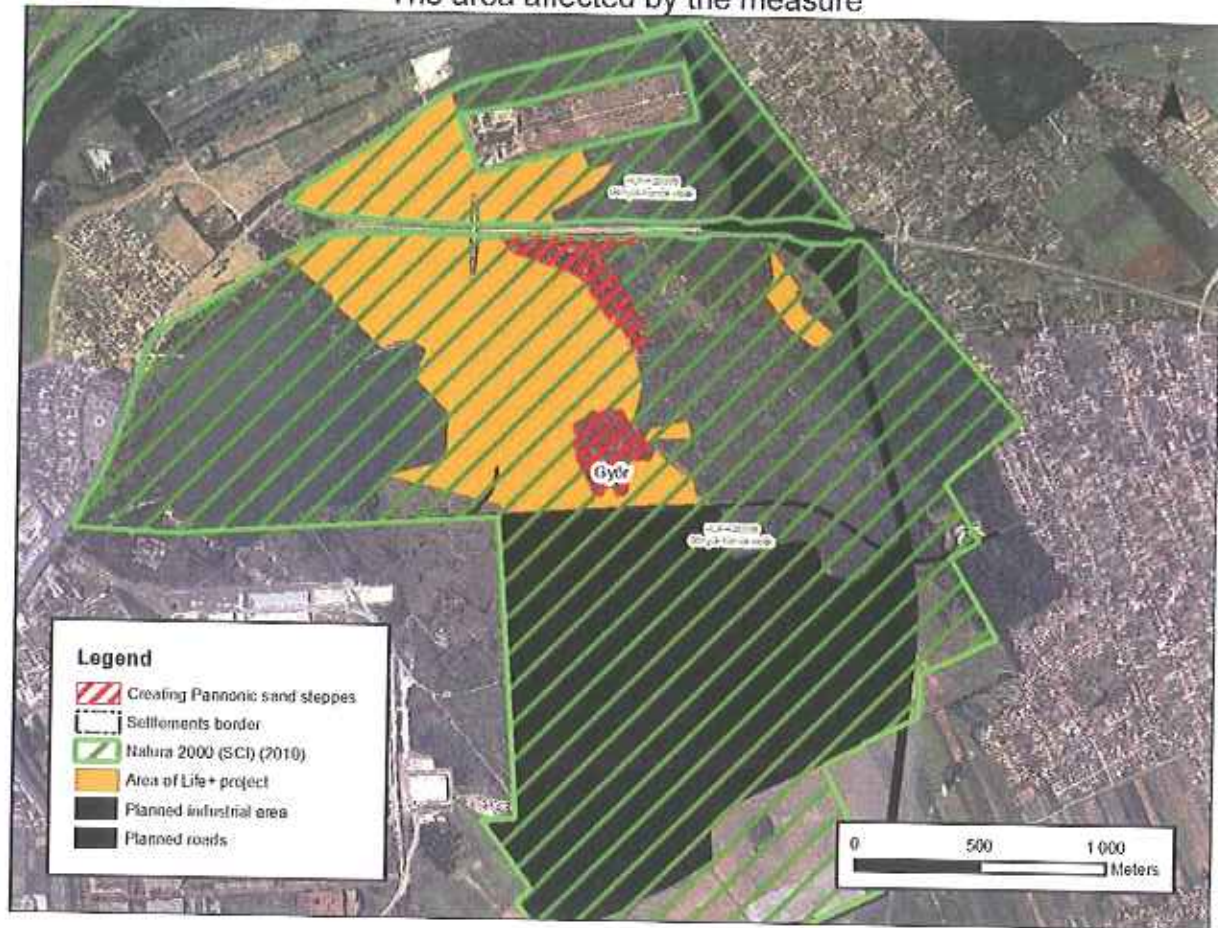 The area affected by the measure
Győr
Legend
Creating Pannonic sand steppes
Settlements border
Natura 2000 (SCI) (2010)
Area of Life+ project
Planned industrial area
Planned roads
0 500 1 000
Meters